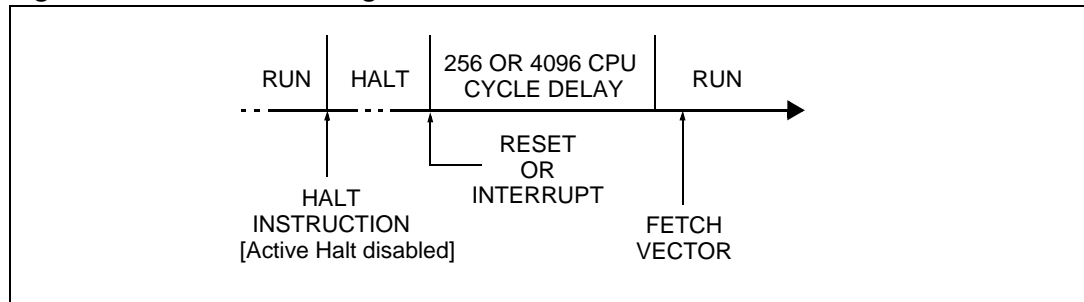 RUN
HALT
256 OR 4096 CPU
CYCLE DELAY
RUN
RESET
OR
INTERRUPT
HALT
INSTRUCTION
[Active Halt disabled]
FETCH
VECTOR